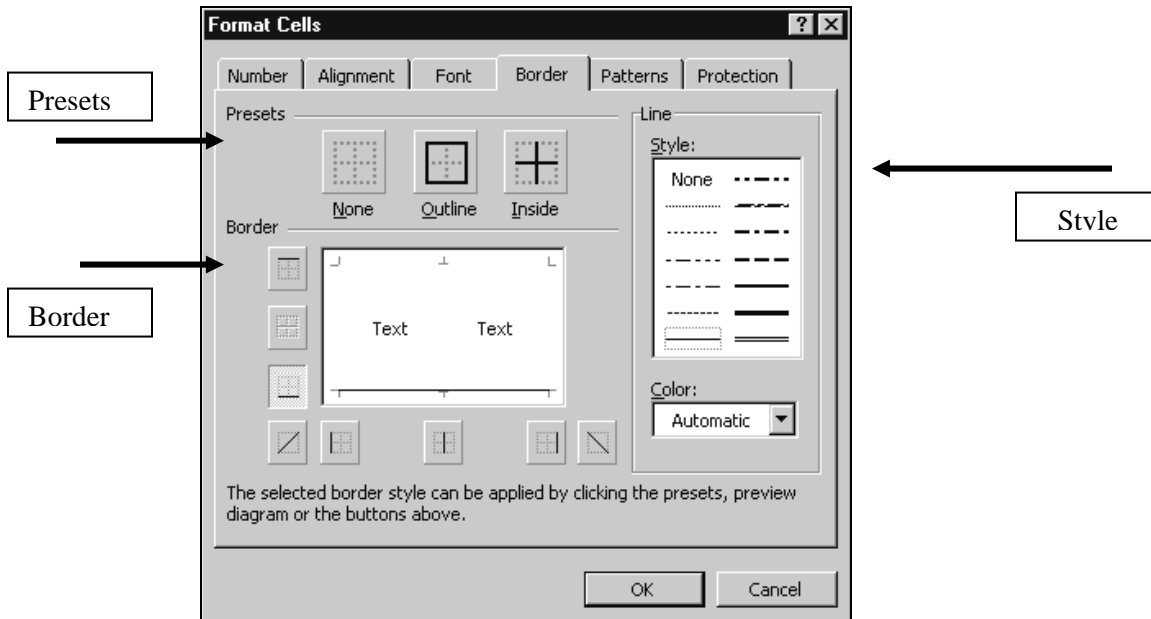 Format Cells
Number Alignment Font Border Patterns Protection
Presets
Presets
None Outline Inside
Border
Border
Text Text
Line
Style:
None
Color:
Automatic
Style
The selected border style can be applied by clicking the presets, preview
diagram or the buttons above.
OK Cancel